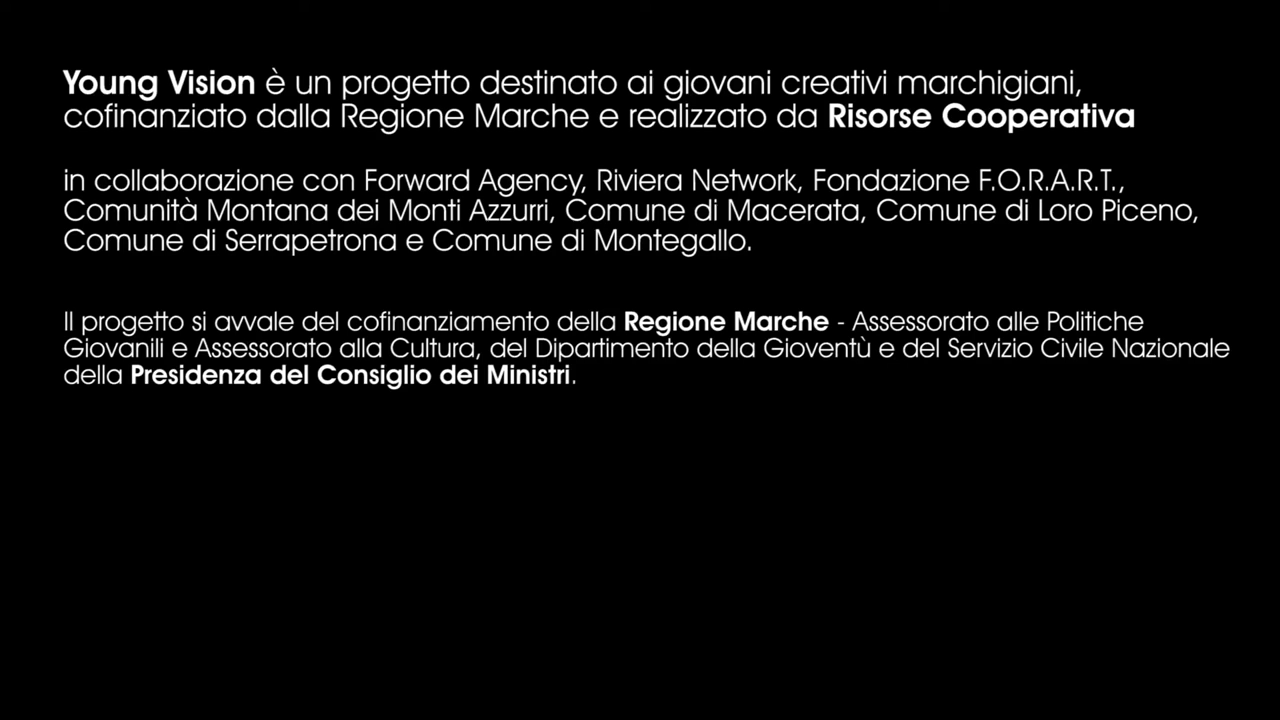 Young Vision è un progetto destinato ai giovani creativi marchigiani,
cofinanziato dalla Regione Marche e realizzato da Risorse Cooperativa
in collaborazione con Forward Agency, Riviera Network, Fondazione F.O.R.A.R.T.,
Comunità Montana dei Monti Azzurri, Comune di Macerata, Comune di Loro Piceno,
Comune di Serrapetrona e Comune di Montegallo.
Il progetto si avvale del cofinanziamento della Regione Marche - Assessorato alle Politiche
Giovanili e Assessorato alla Cultura, del Dipartimento della Gioventù e del Servizio Civile Nazionale
della Presidenza del Consiglio dei Ministri.